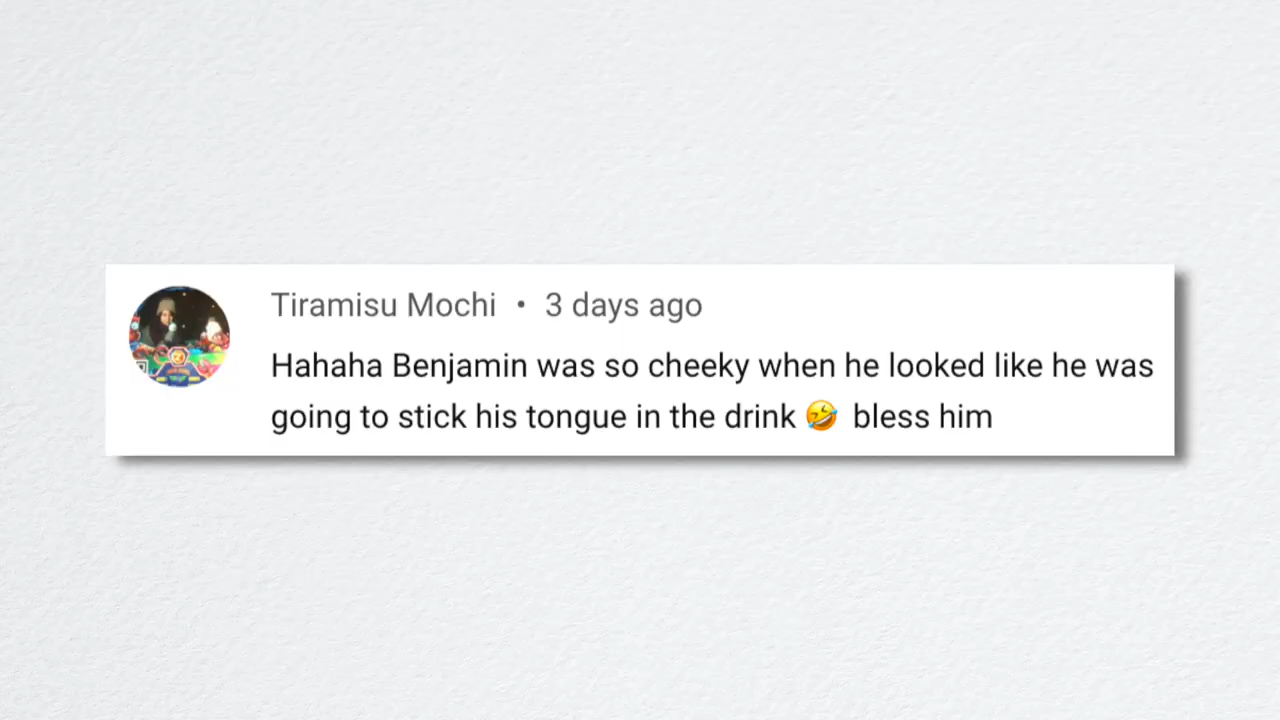 Tiramisu Mochi • 3 days ago
Hahaha Benjamin was so cheeky when he looked like he was
going to stick his tongue in the drink 🤣 bless him